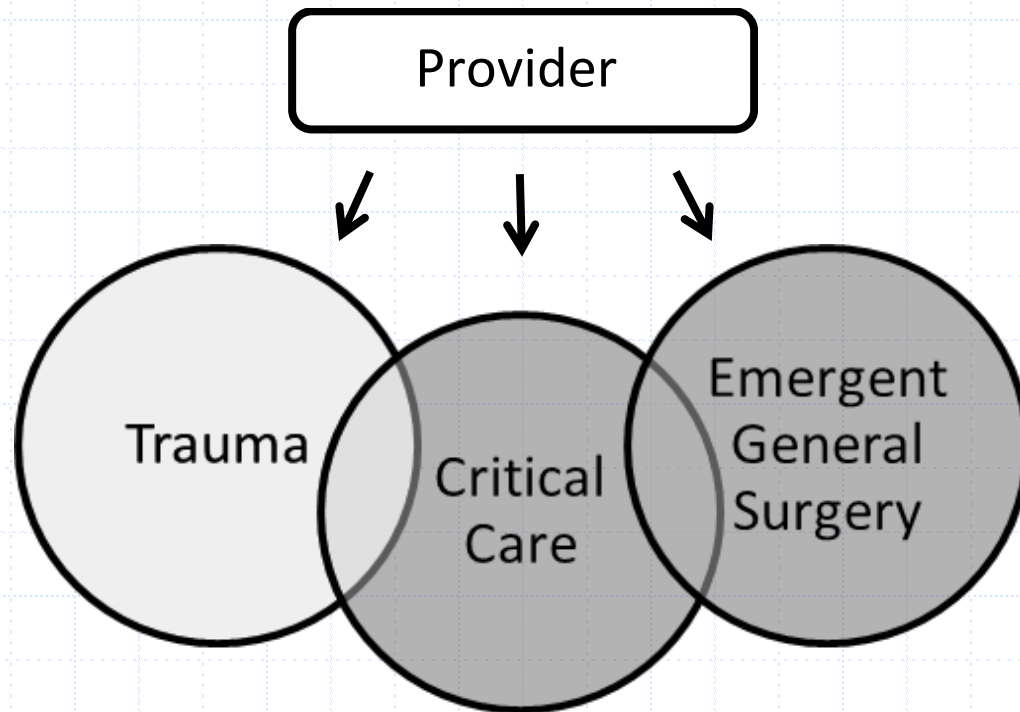 Provider
Trauma
Critical
Care
Emergent
General
Surgery